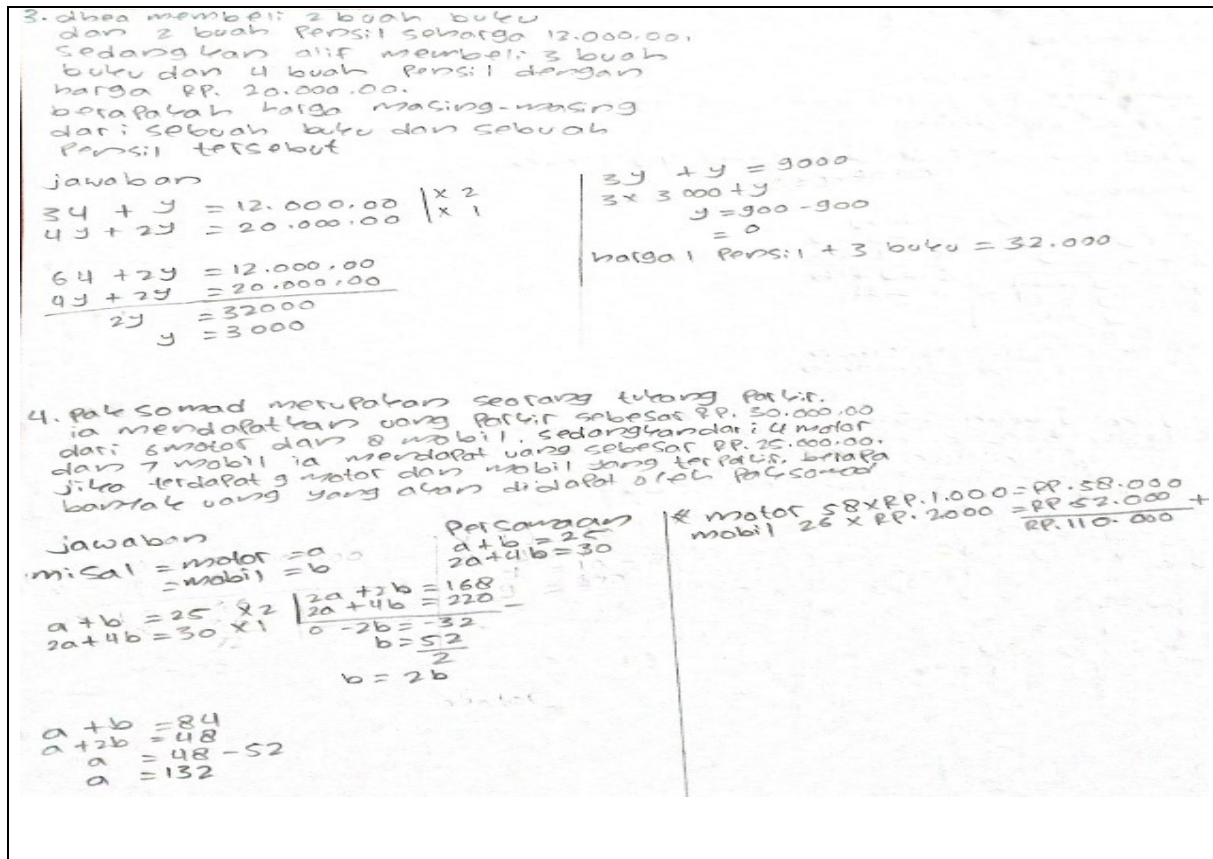 3. dhea membeli 2 buah buku
dan 2 buah Pensil seharga 12.000.00.
Sedangkan alif membeli 3 buah
buku dan 4 buah Pensil dengan
harga RP. 20.000.00.
berapakah harga masing-masing
dari sebuah buku dan sebuah
Pensil tersebut
jawaban
34 + y = 12.000.00 | x 2
4y + 2y = 20.000.00 | x 1
64 + 2y = 12.000.00
4y + 2y = 20.000.00
2y = 32000
y = 3000
3y + y = 9000
3 x 3000 + y
y = 900 - 900
= 0
harga 1 Pensil + 3 buku = 32.000
4. Pak somad merupakan seorang tukang Parkir.
ia mendapatkan uang Parkir sebesar RP. 30.000.00
dari 6 motor dan 8 mobil. Sedangkan dari 4 motor
dan 7 mobil ia mendapat uang sebesar RP. 25.000.00.
jika terdapat 9 motor dan mobil yang terparkir. berapa
banyak uang yang akan didapat oleh Pak somad
jawaban
misal = motor = a
= mobil = b
Persamaan
a + b = 25
2a + 4b = 30
a + b = 25 x2 | 2a + 2b = 168
2a + 4b = 30 x1 | 2a + 4b = 220 -
0 - 2b = -32
b = 52
2
b = 2b
a + b = 84
a + 2b = 48
a = 48 - 52
a = 132
* motor 58 x RP. 1.000 = RP. 58.000
mobil 26 x RP. 2000 = RP 52.000 +
RP. 110.000